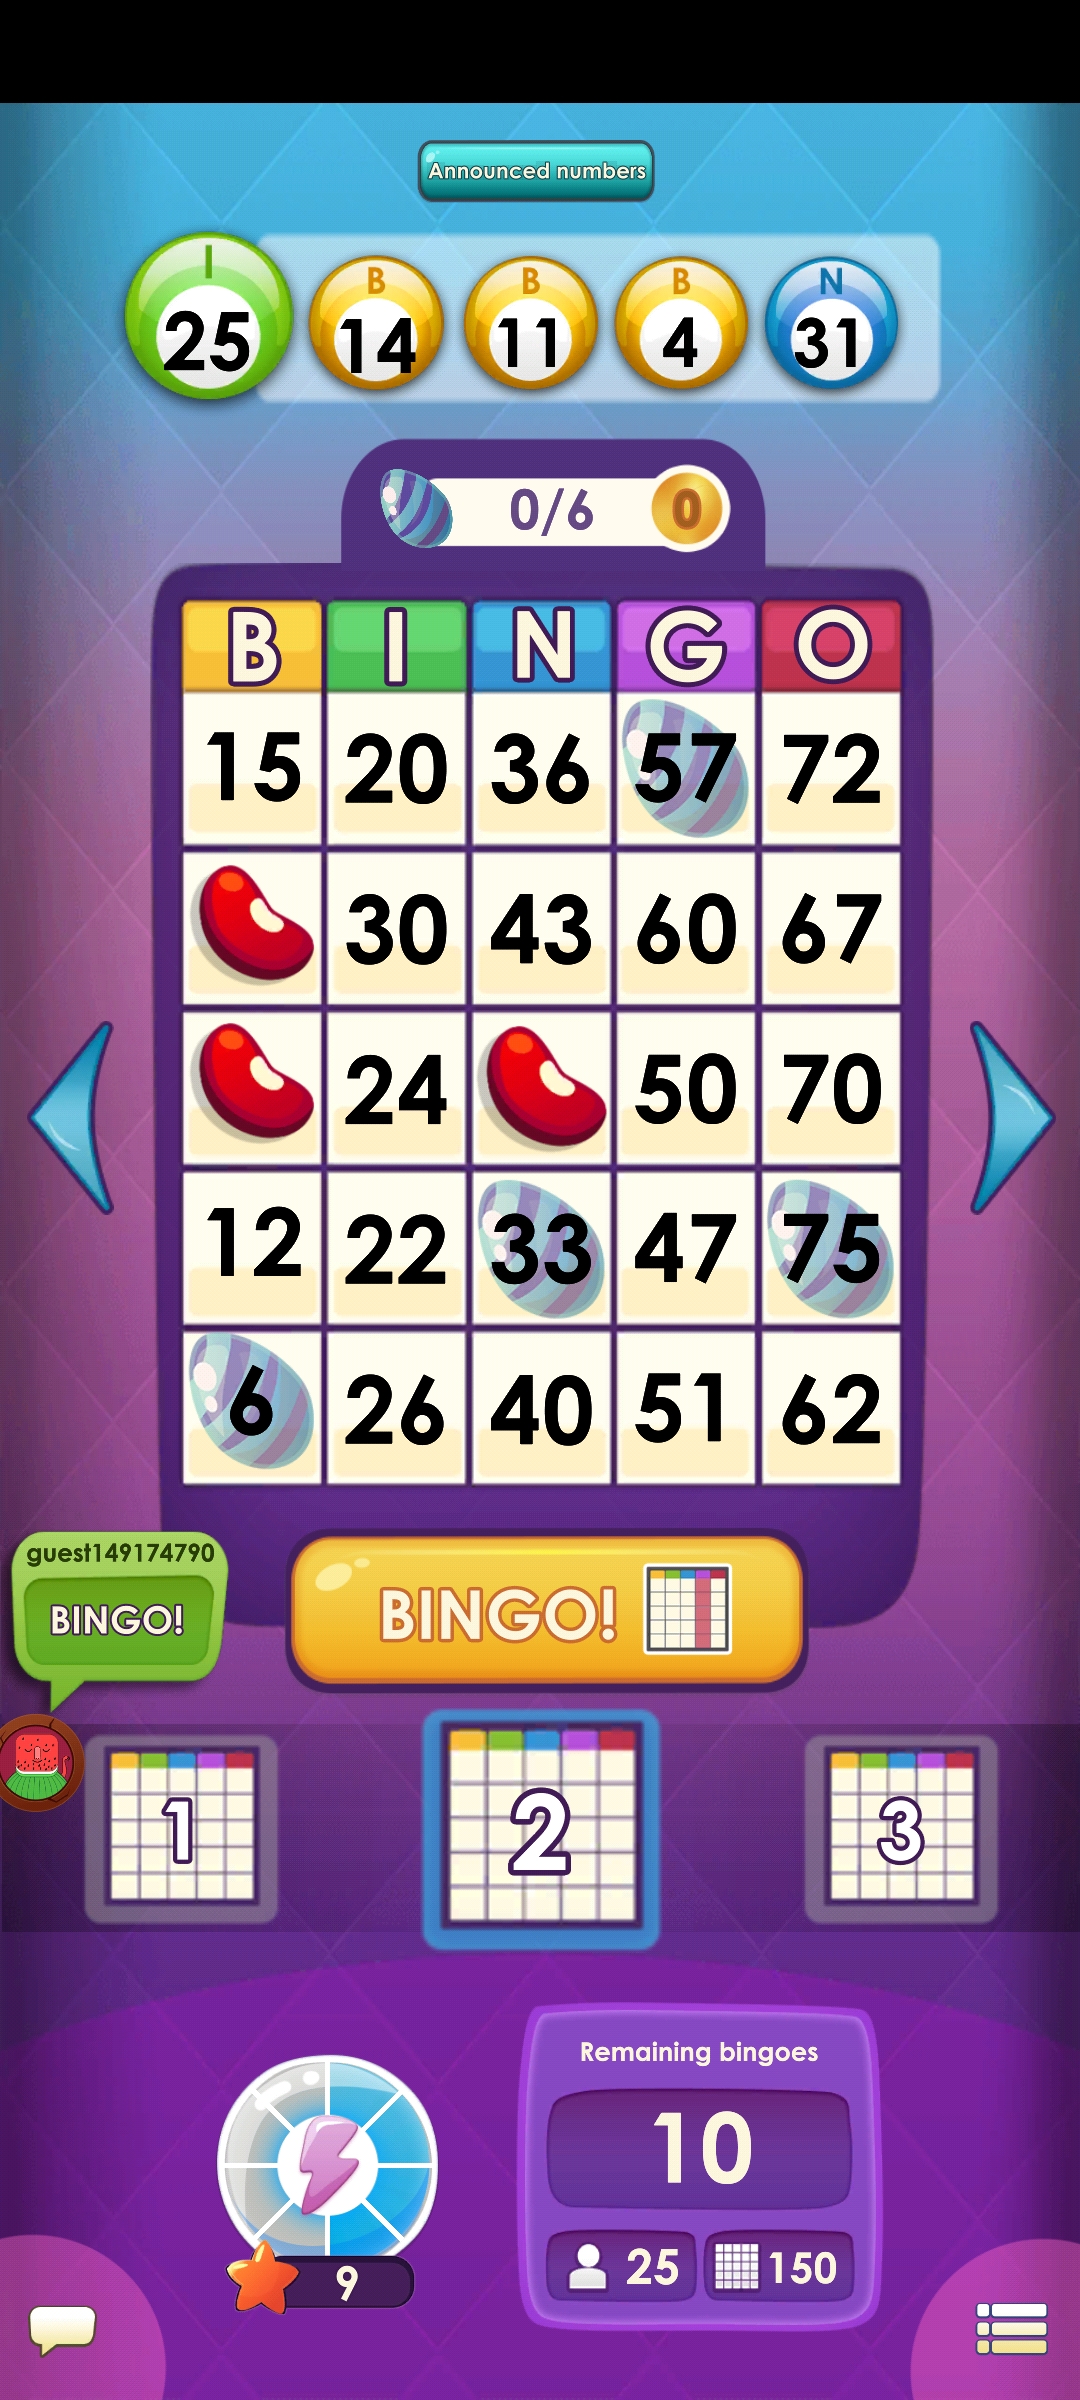 Announced numbers
I B B B N
25 14 11 4 31
0/6 0
B I N G O
15 20 36 57 72
30 43 60 67
24 50 70
12 22 33 47 75
6 26 40 51 62
guest149174790
BINGO!
BINGO!
1 2 3
Remaining bingoes
10
25 150
9